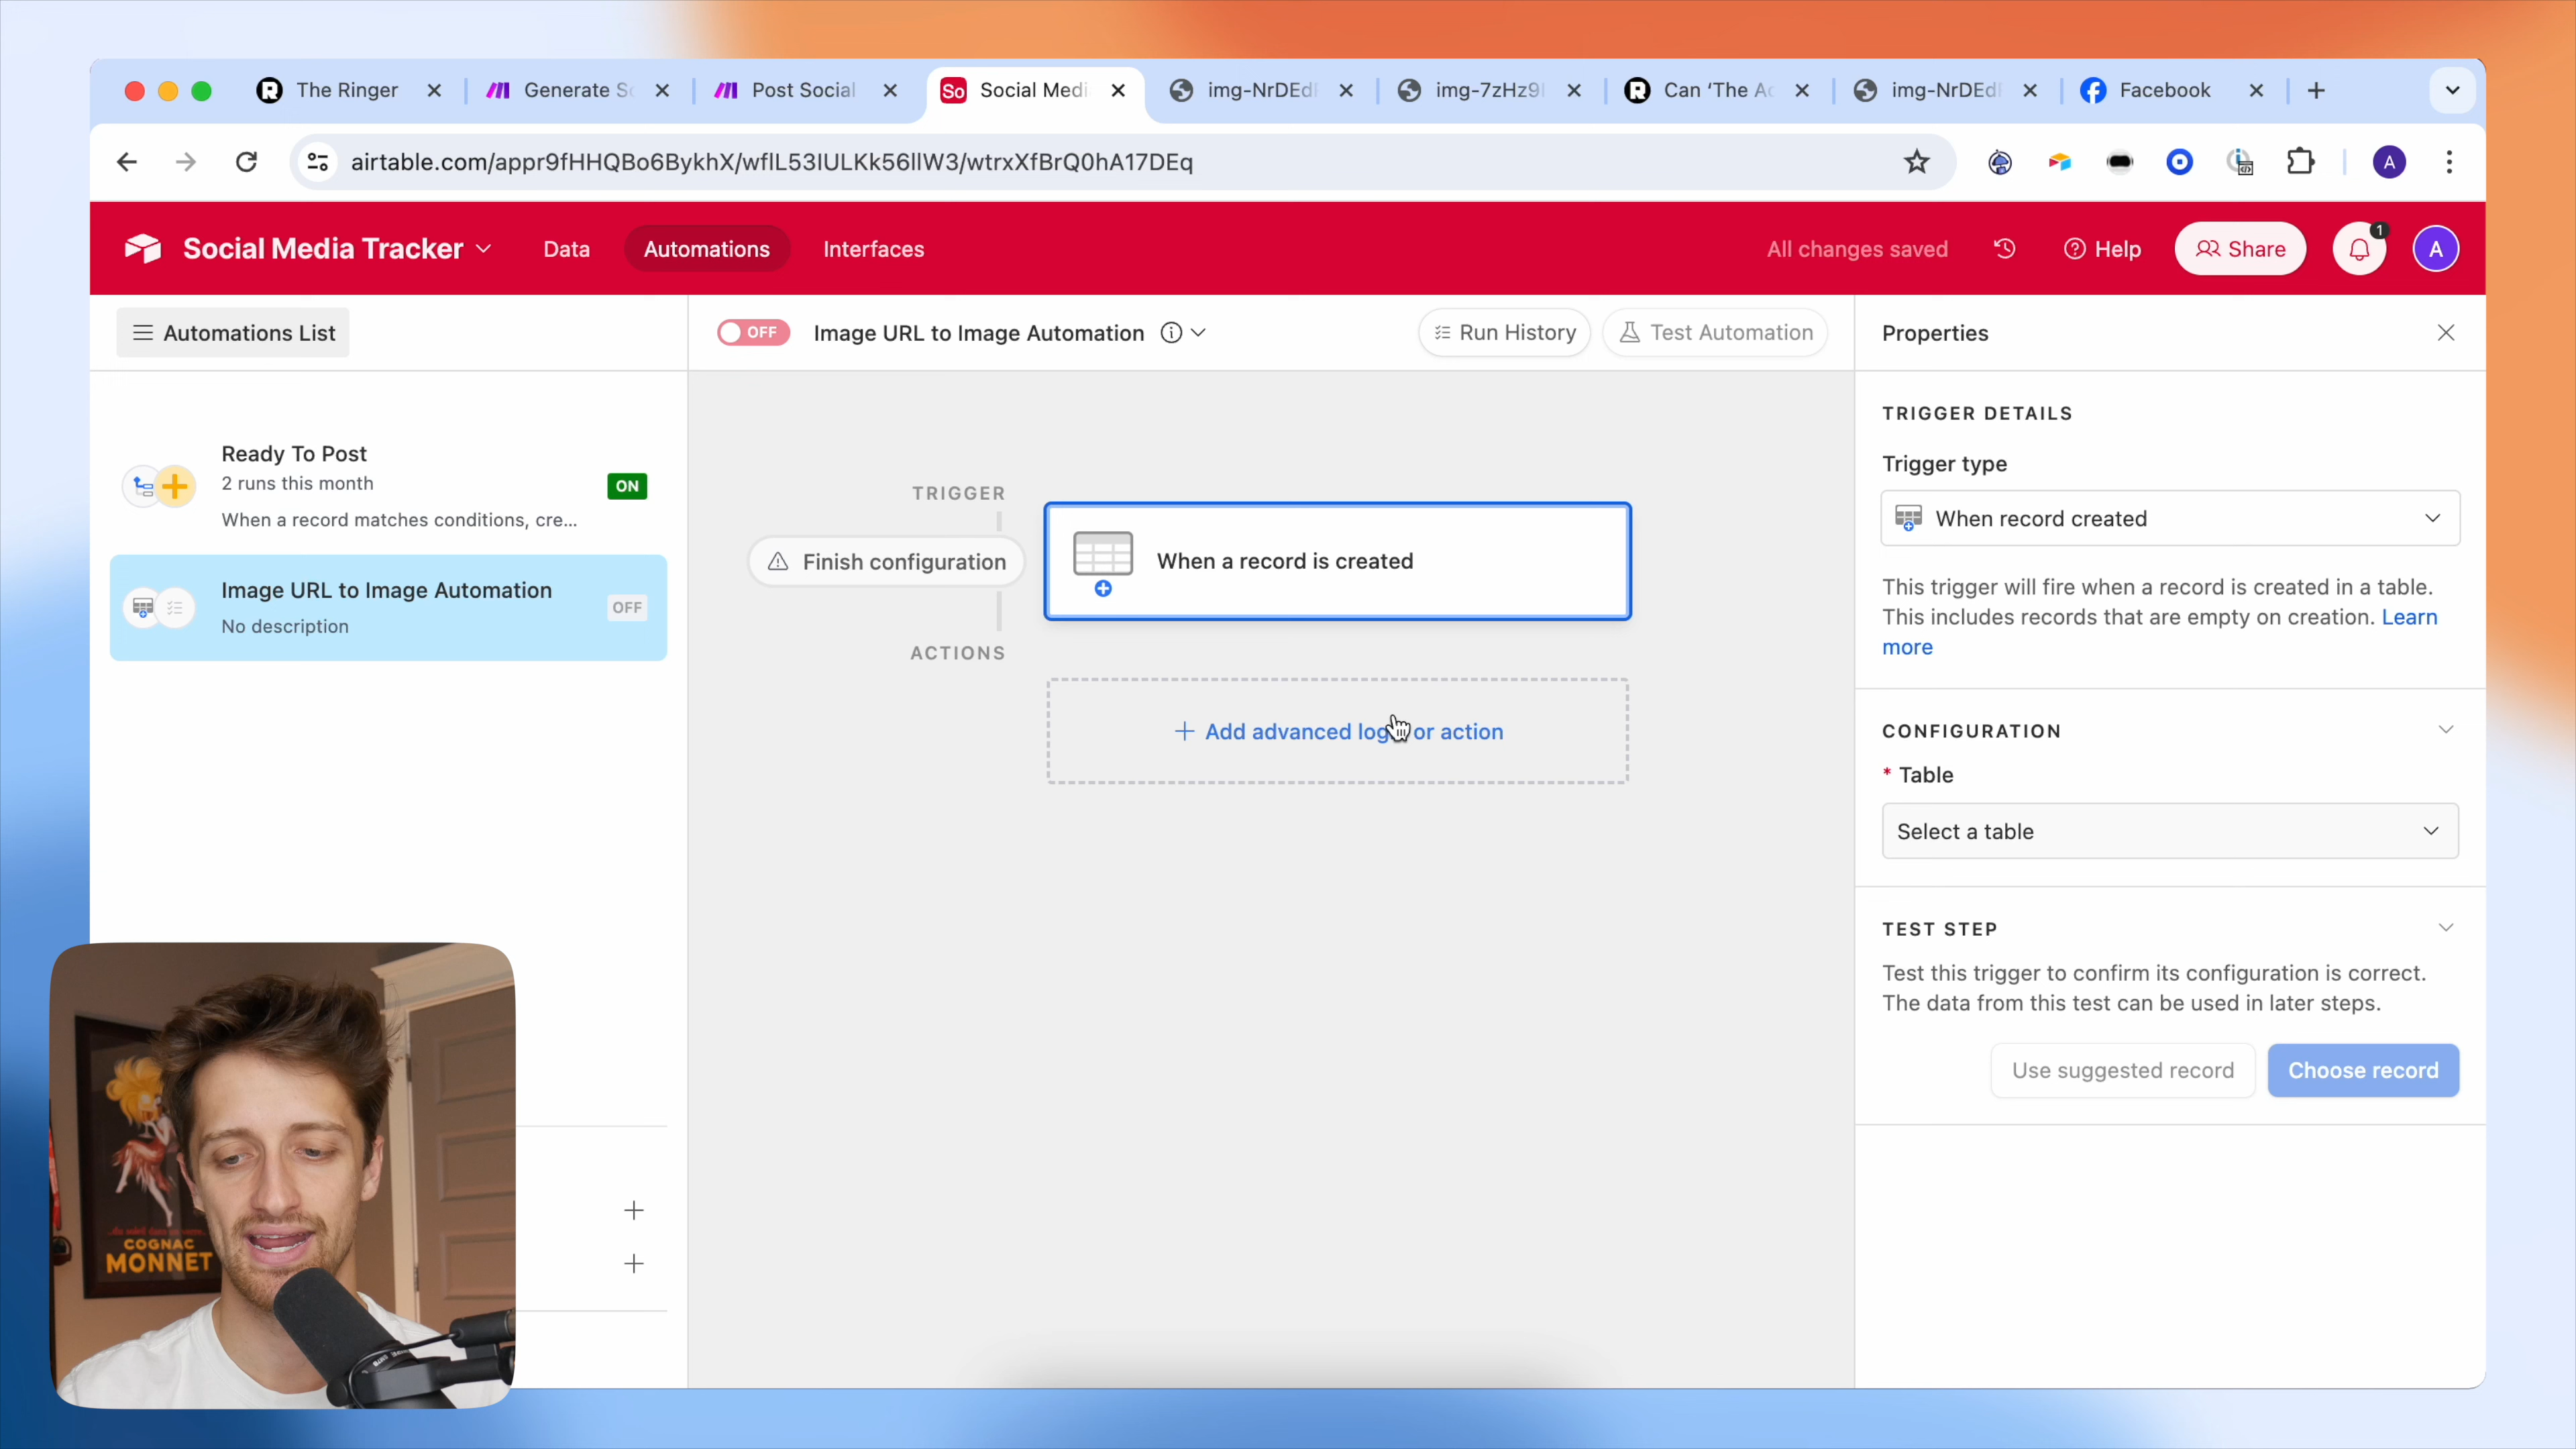 The Ringer
Generate So
Post Social
So
Social Medi
img-NrDEd
img-7zHz9
Can ‘The Ac
img-NrDEd
Facebook
airtable.com/appr9fHHQBo6BykhX/wflL53IULKk56llW3/wtrxXfBrQ0hA17DEq
A
Social Media Tracker
Data
Automations
Interfaces
All changes saved
Help
Share
1
A
Automations List
OFF
Image URL to Image Automation
Run History
Test Automation
Properties
Ready To Post
2 runs this month
When a record matches conditions, cre...
ON
Image URL to Image Automation
No description
OFF
TRIGGER
Finish configuration
When a record is created
ACTIONS
+ Add advanced logic or action
TRIGGER DETAILS
Trigger type
When record created
This trigger will fire when a record is created in a table.
This includes records that are empty on creation. Learn
more
CONFIGURATION
* Table
Select a table
TEST STEP
Test this trigger to confirm its configuration is correct.
The data from this test can be used in later steps.
Use suggested record
Choose record
COGNAC
MONNET